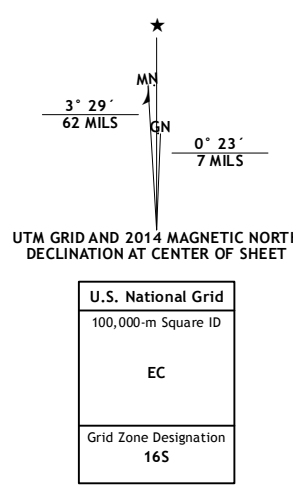 ★
MN
3° 29´
62 MILS
GN
0° 23´
7 MILS
UTM GRID AND 2014 MAGNETIC NORT
DECLINATION AT CENTER OF SHEET
U.S. National Grid
100,000-m Square ID
EC
Grid Zone Designation
16S